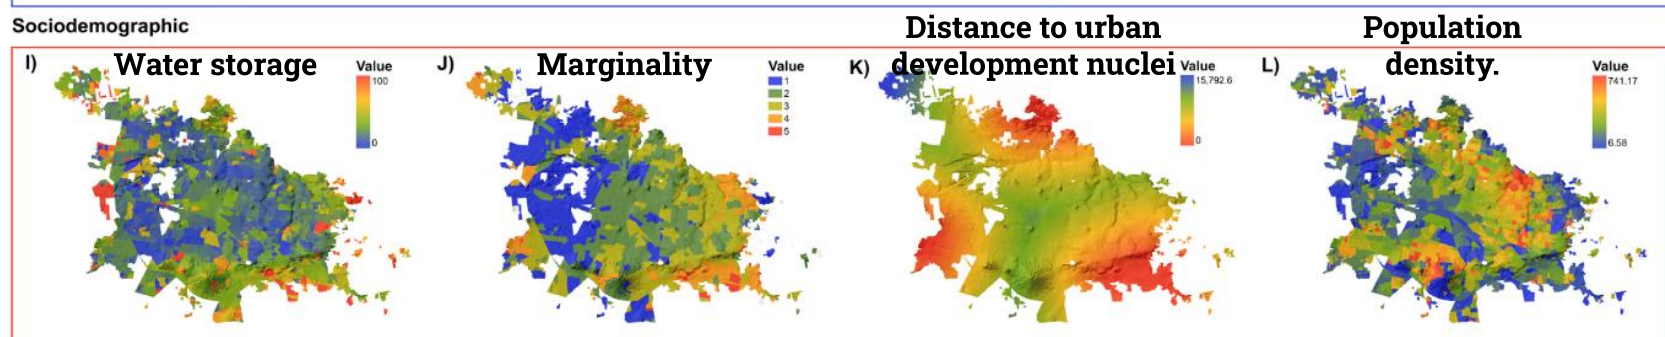 Sociodemographic
I)
Water storage
Value
100
0
J)
Marginality
Value
1
2
3
4
5
K)
Distance to urban
development nuclei
Value
15,792.6
0
L)
Population
density.
Value
741.17
6.58